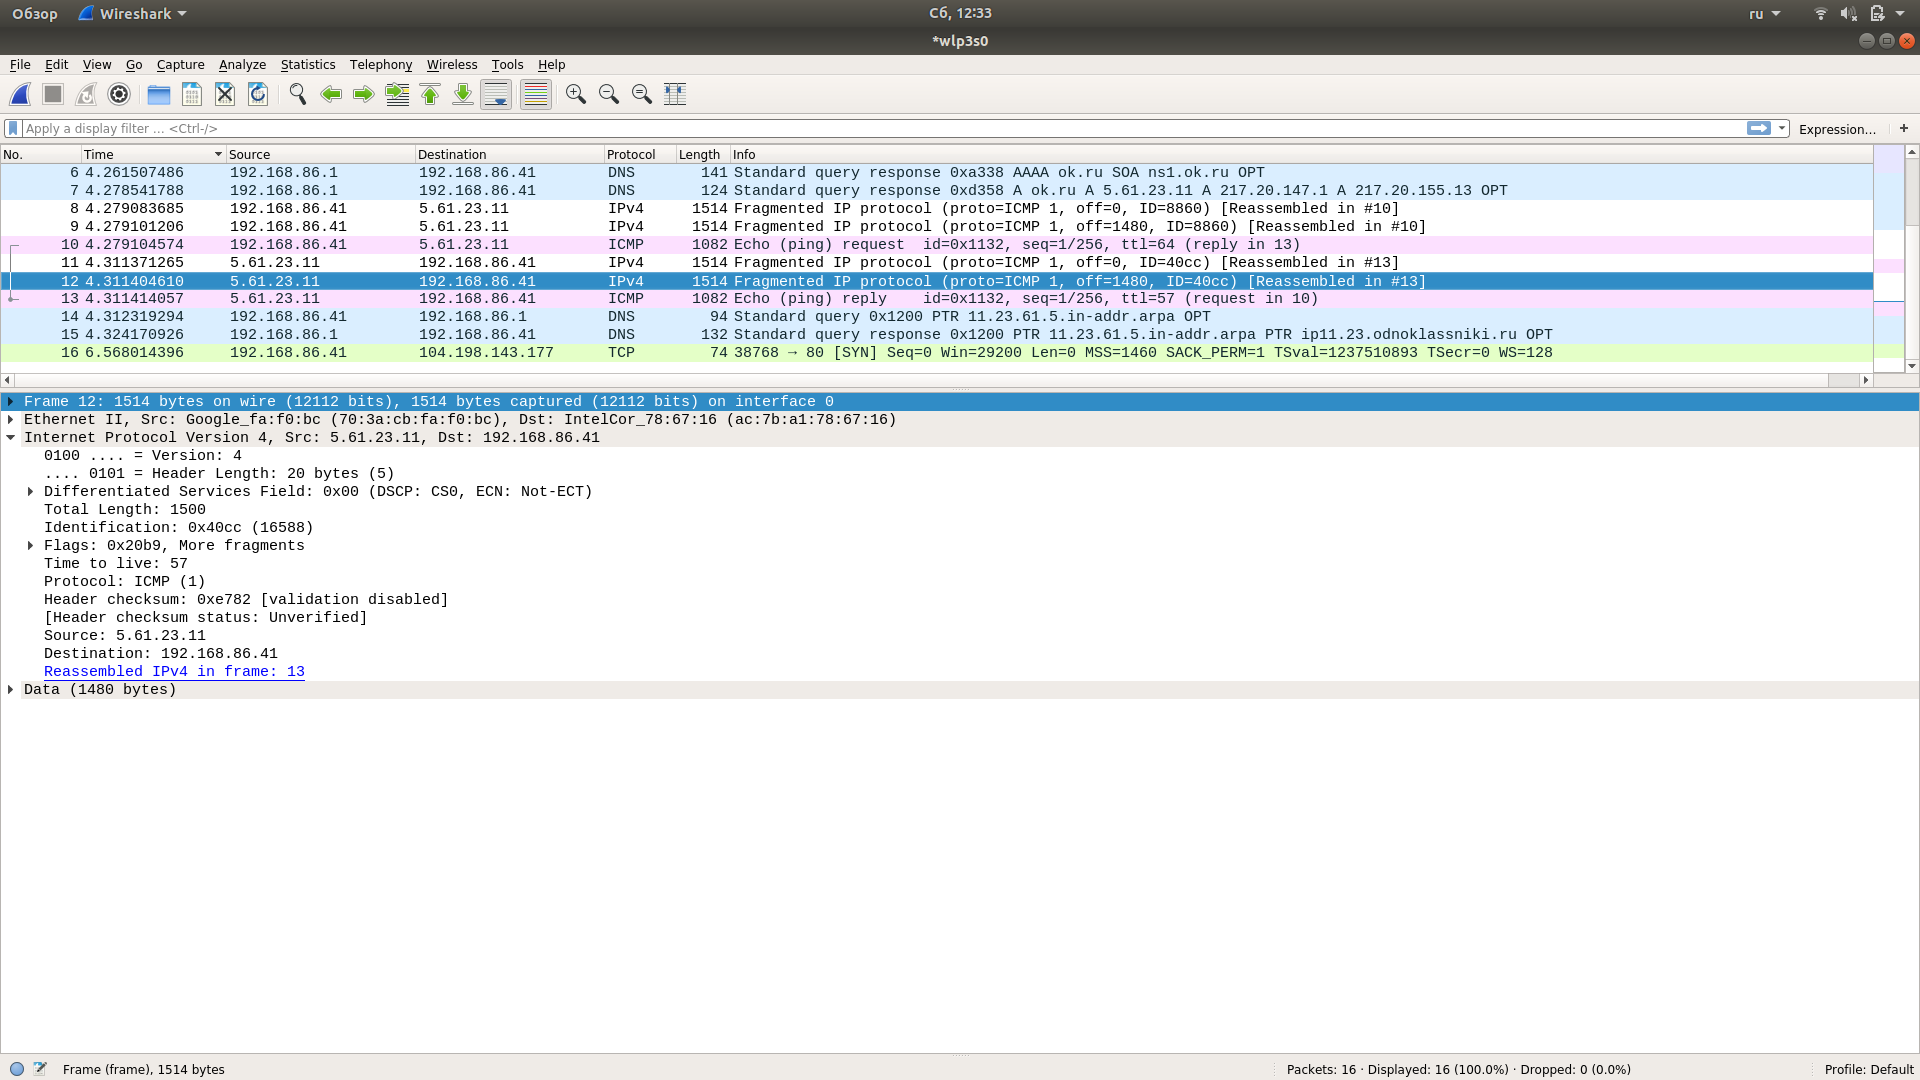 Обзор Wireshark Сб, 12:33 ru
*wlp3s0
File Edit View Go Capture Analyze Statistics Telephony Wireless Tools Help
Apply a display filter ... <Ctrl-/> Expression... +
No. Time Source Destination Protocol Length Info
6 4.261507486 192.168.86.1 192.168.86.41 DNS 141 Standard query response 0xa338 AAAA ok.ru SOA ns1.ok.ru OPT
7 4.278541788 192.168.86.1 192.168.86.41 DNS 124 Standard query response 0xd358 A ok.ru A 5.61.23.11 A 217.20.147.1 A 217.20.155.13 OPT
8 4.279083685 192.168.86.41 5.61.23.11 IPv4 1514 Fragmented IP protocol (proto=ICMP 1, off=0, ID=8860) [Reassembled in #10]
9 4.279101206 192.168.86.41 5.61.23.11 IPv4 1514 Fragmented IP protocol (proto=ICMP 1, off=1480, ID=8860) [Reassembled in #10]
10 4.279104574 192.168.86.41 5.61.23.11 ICMP 1082 Echo (ping) request id=0x1132, seq=1/256, ttl=64 (reply in 13)
11 4.311371265 5.61.23.11 192.168.86.41 IPv4 1514 Fragmented IP protocol (proto=ICMP 1, off=0, ID=40cc) [Reassembled in #13]
12 4.311404610 5.61.23.11 192.168.86.41 IPv4 1514 Fragmented IP protocol (proto=ICMP 1, off=1480, ID=40cc) [Reassembled in #13]
13 4.311414057 5.61.23.11 192.168.86.41 ICMP 1082 Echo (ping) reply id=0x1132, seq=1/256, ttl=57 (request in 10)
14 4.312319294 192.168.86.41 192.168.86.1 DNS 94 Standard query 0x1200 PTR 11.23.61.5.in-addr.arpa OPT
15 4.324170926 192.168.86.1 192.168.86.41 DNS 132 Standard query response 0x1200 PTR 11.23.61.5.in-addr.arpa PTR ip11.23.odnoklassniki.ru OPT
16 6.568014396 192.168.86.41 104.198.143.177 TCP 74 38768 → 80 [SYN] Seq=0 Win=29200 Len=0 MSS=1460 SACK_PERM=1 TSval=1237510893 TSecr=0 WS=128
Frame 12: 1514 bytes on wire (12112 bits), 1514 bytes captured (12112 bits) on interface 0
Ethernet II, Src: Google_fa:f0:bc (70:3a:cb:fa:f0:bc), Dst: IntelCor_78:67:16 (ac:7b:a1:78:67:16)
Internet Protocol Version 4, Src: 5.61.23.11, Dst: 192.168.86.41
0100 .... = Version: 4
.... 0101 = Header Length: 20 bytes (5)
Differentiated Services Field: 0x00 (DSCP: CS0, ECN: Not-ECT)
Total Length: 1500
Identification: 0x40cc (16588)
Flags: 0x20b9, More fragments
Time to live: 57
Protocol: ICMP (1)
Header checksum: 0xe782 [validation disabled]
[Header checksum status: Unverified]
Source: 5.61.23.11
Destination: 192.168.86.41
Reassembled IPv4 in frame: 13
Data (1480 bytes)
Frame (frame), 1514 bytes Packets: 16 · Displayed: 16 (100.0%) · Dropped: 0 (0.0%) Profile: Default